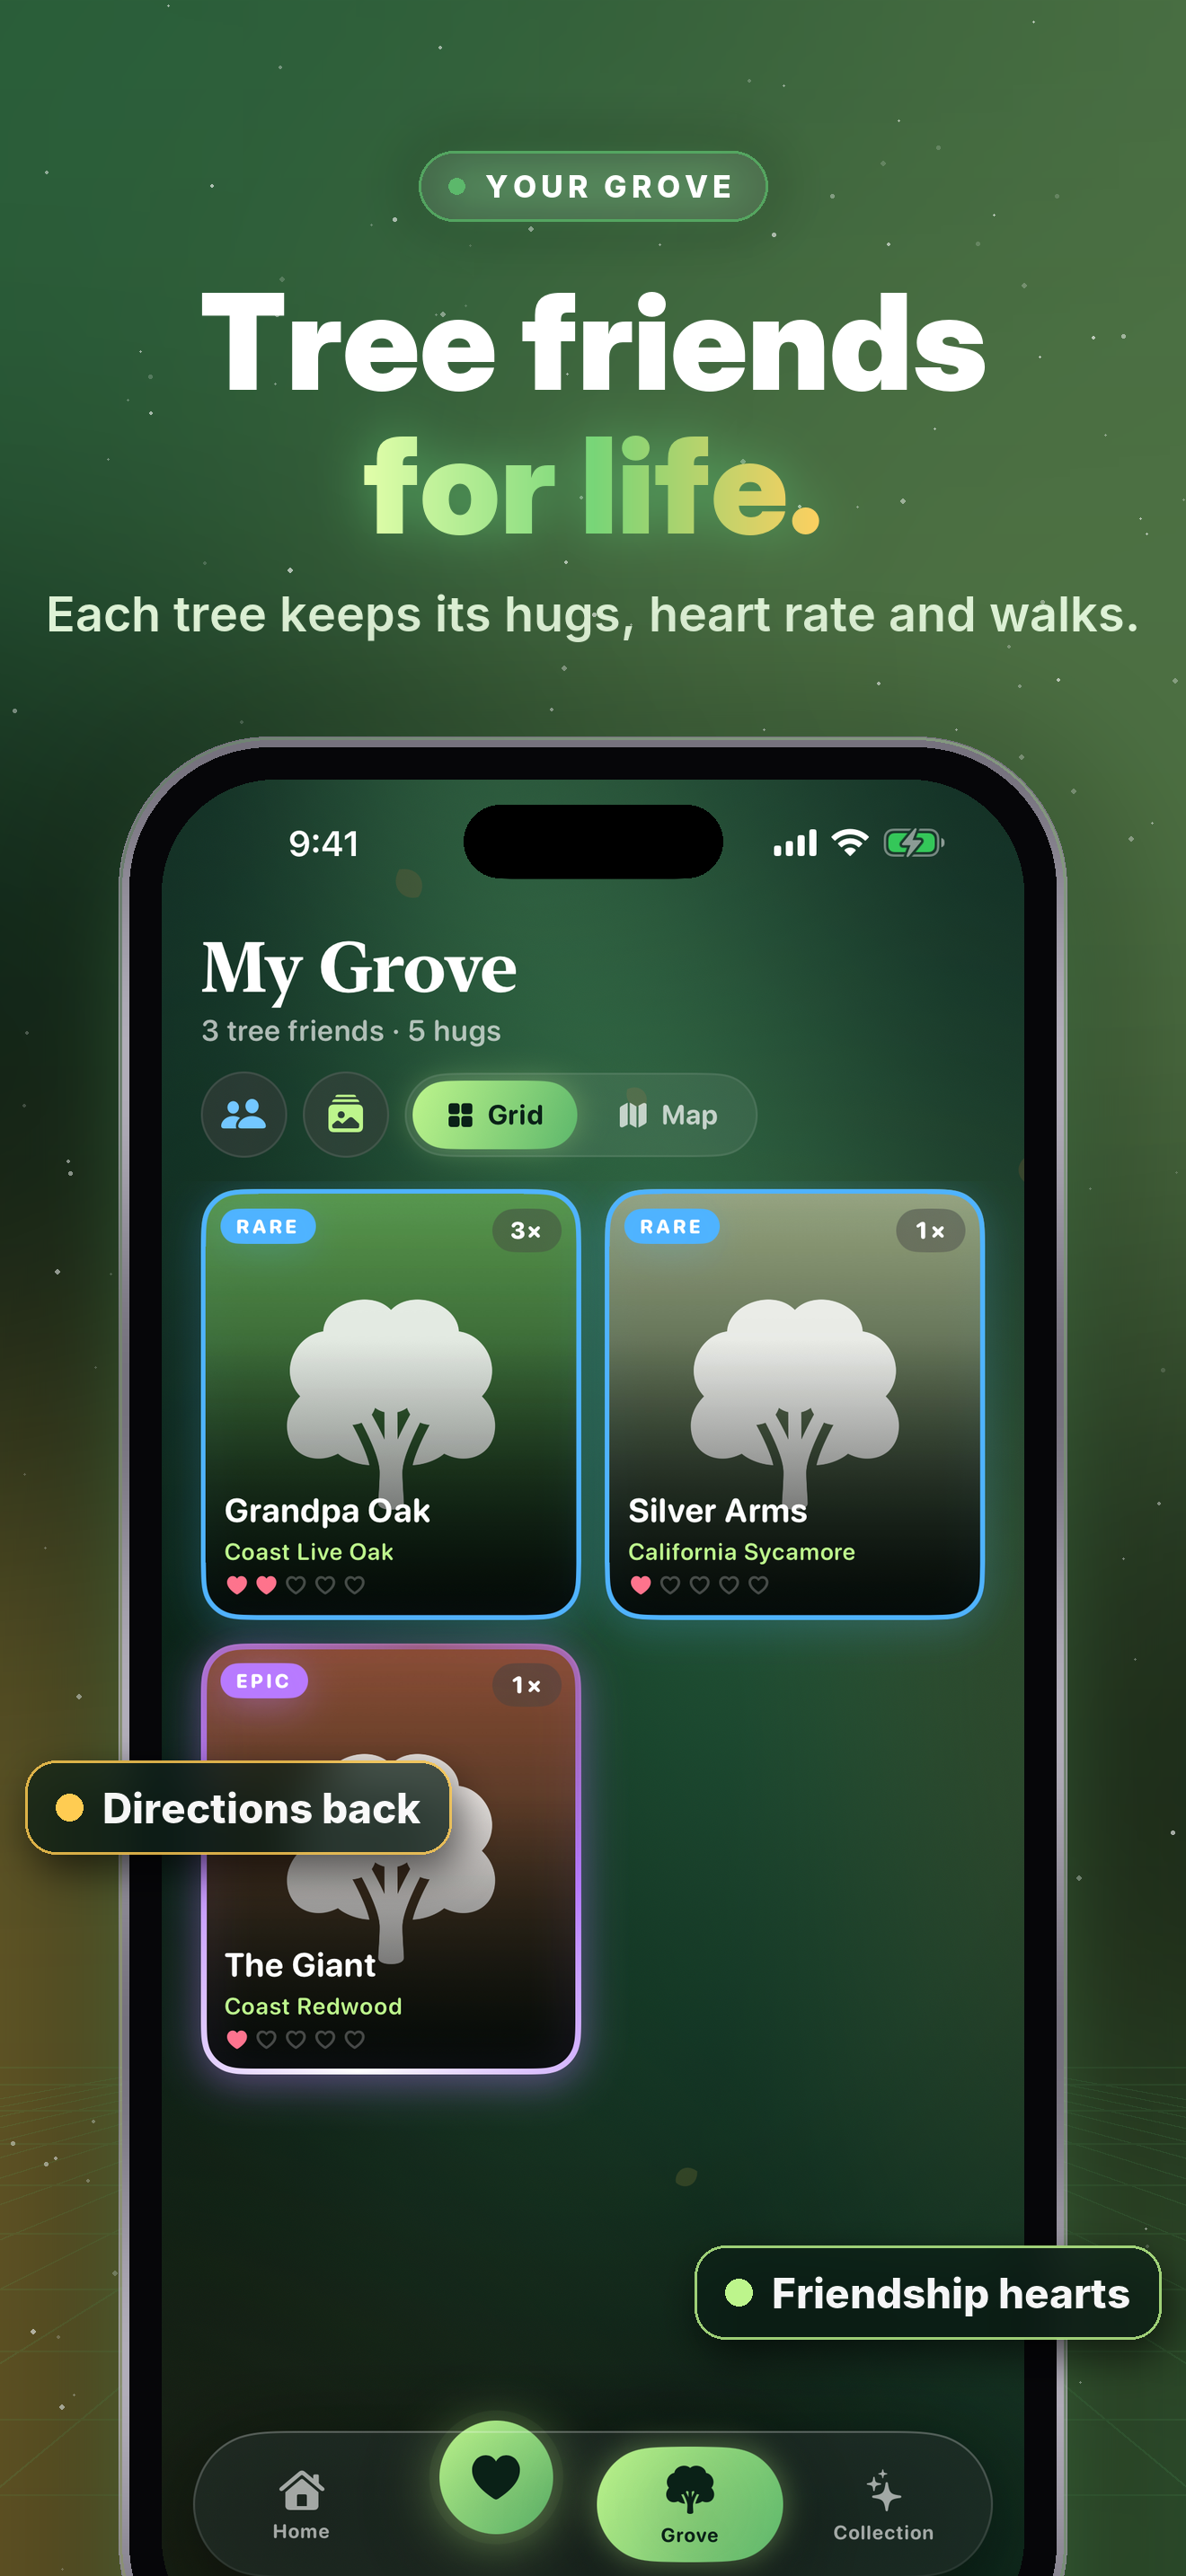 YOUR GROVE
Tree friends
for life.
Each tree keeps its hugs, heart rate and walks.
9:41
My Grove
3 tree friends · 5 hugs
Grid
Map
RARE
3×
RARE
1×
Grandpa Oak
Coast Live Oak
Silver Arms
California Sycamore
EPIC
1×
Directions back
The Giant
Coast Redwood
Friendship hearts
Home
Grove
Collection